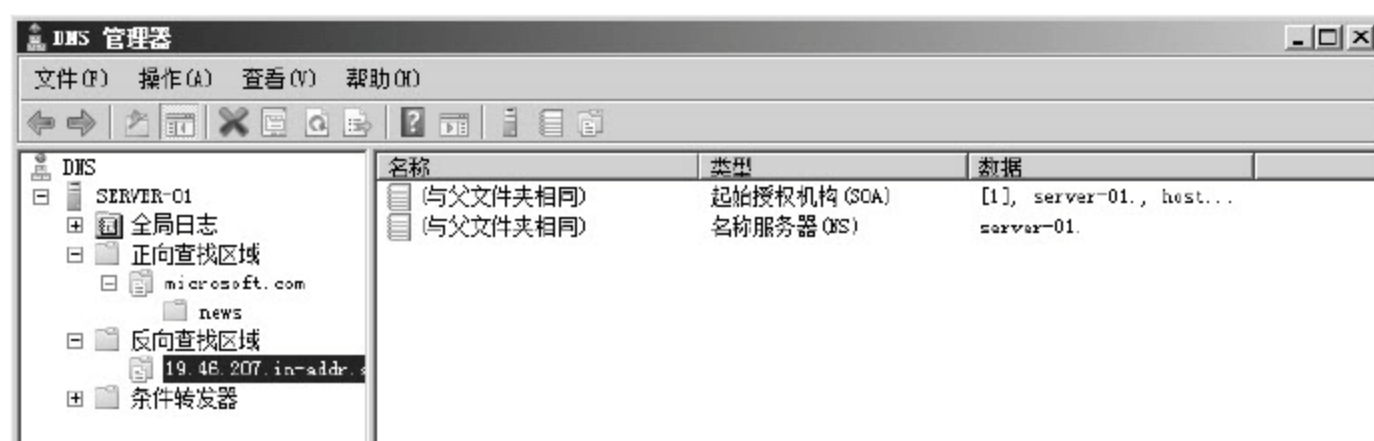 DNS 管理器
文件(F) 操作(A) 查看(V) 帮助(H)
DNS
SERVER-01
全局日志
正向查找区域
microsoft.com
news
反向查找区域
19.46.207.in-addr.a
条件转发器
名称 类型 数据
(与父文件夹相同) 起始授权机构(SOA) [1], server-01., host...
(与父文件夹相同) 名称服务器(NS) server-01.